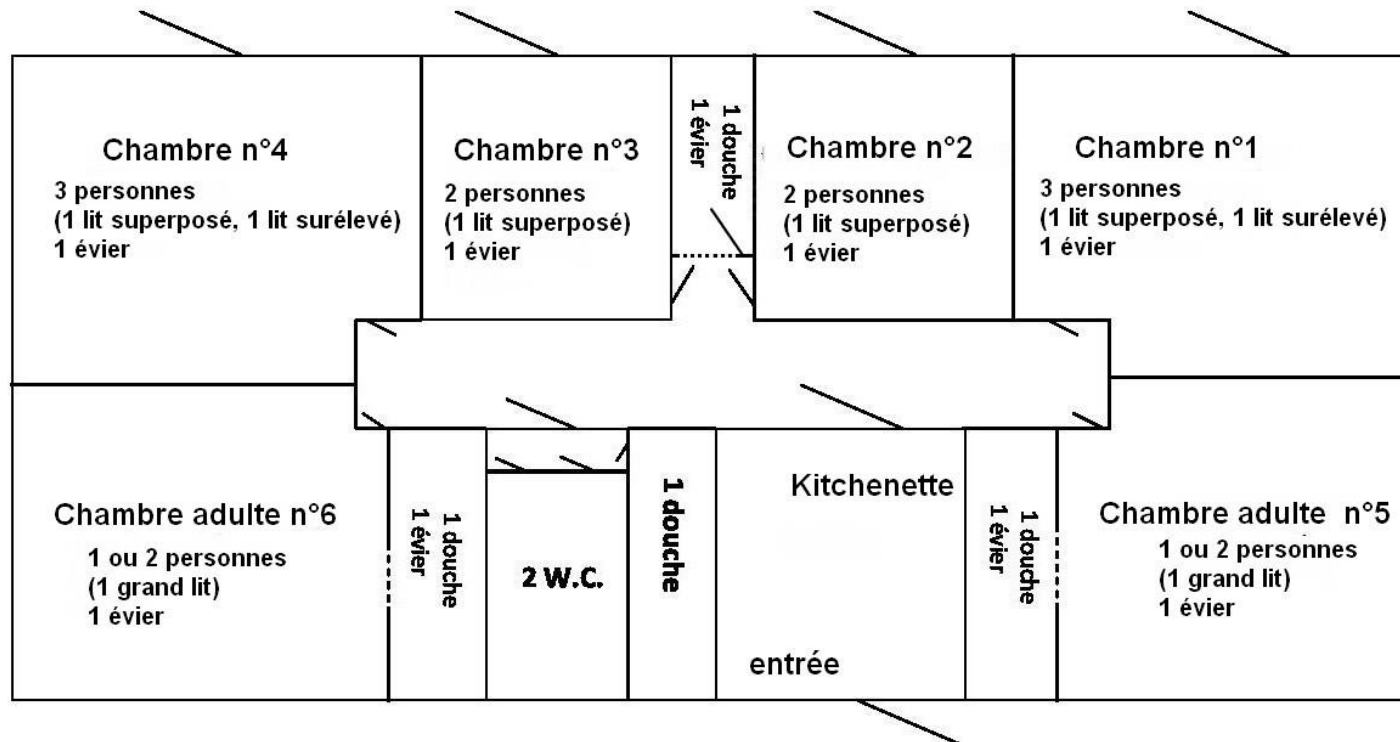 Chambre n°4
3 personnes
(1 lit superposé, 1 lit surélevé)
1 évier
Chambre n°3
2 personnes
(1 lit superposé)
1 évier
1 douche
1 évier
Chambre n°2
2 personnes
(1 lit superposé)
1 évier
Chambre n°1
3 personnes
(1 lit superposé, 1 lit surélevé)
1 évier
Chambre adulte n°6
1 ou 2 personnes
(1 grand lit)
1 évier
1 douche
1 évier
2 W.C.
1 douche
Kitchenette
entrée
1 douche
1 évier
Chambre adulte n°5
1 ou 2 personnes
(1 grand lit)
1 évier